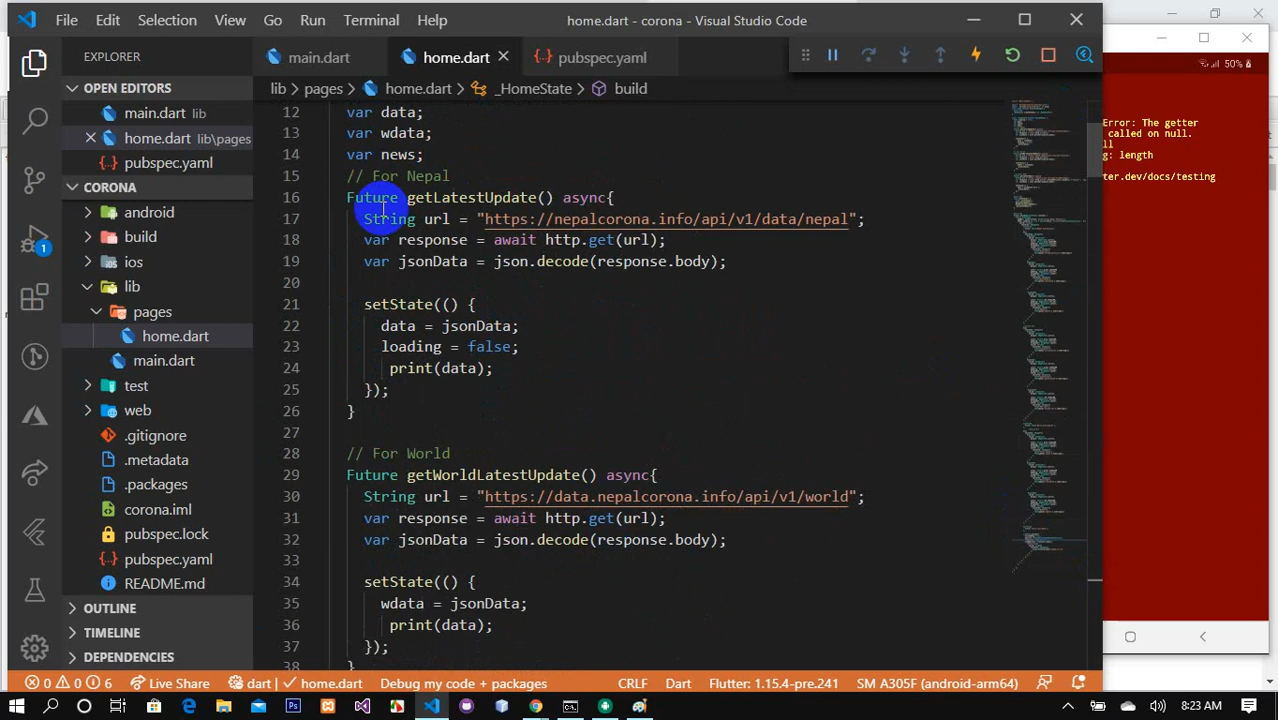 File Edit Selection View Go Run Terminal Help
home.dart - corona - Visual Studio Code
EXPLORER
main.dart
home.dart
pubspec.yaml
OPEN EDITORS
main.dart lib
home.dart lib\pages
pubspec.yaml
CORONA
android
build
ios
lib
pages
home.dart
main.dart
test
web
.gitignore
.metadata
.packages
corona.iml
pubspec.lock
pubspec.yaml
README.md
OUTLINE
TIMELINE
DEPENDENCIES
1
lib > pages > home.dart > _HomeState > build
12 var data;
13 var wdata;
14 var news;
15 // For Nepal
16 Future getLatestUpdate() async{
17 String url = "https://nepalcorona.info/api/v1/data/nepal";
18 var response = await http.get(url);
19 var jsonData = json.decode(response.body);
20
21 setState(() {
22 data = jsonData;
23 loading = false;
24 print(data);
25 });
26 }
27
28 For World
29 Future getWorldLatestUpdate() async{
30 String url = "https://data.nepalcorona.info/api/v1/world";
31 var response = await http.get(url);
32 var jsonData = json.decode(response.body);
33
34 setState(() {
35 wdata = jsonData;
36 print(data);
37 });
38 }
50%
Error: The getter
called on null.
ll
g: length
ter.dev/docs/testing
0 0 6 Live Share dart | home.dart Debug my code + packages CRLF Dart Flutter: 1.15.4-pre.241 SM A305F (android-arm64)
8:23 AM